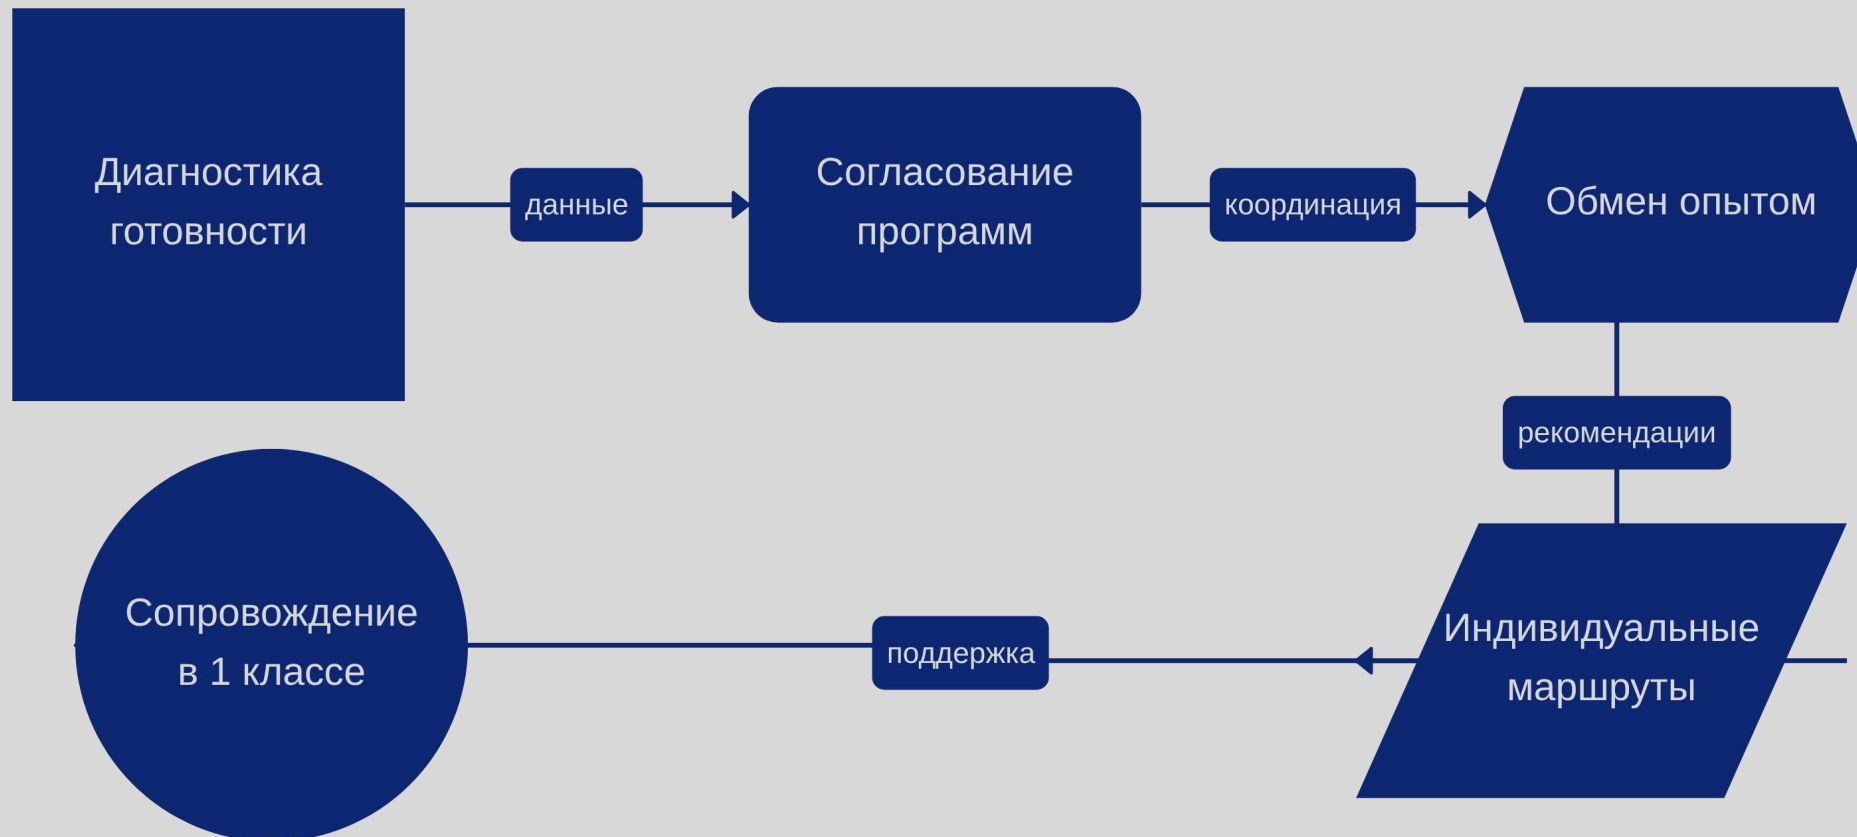 Диагностика
готовности
данные
Согласование
программ
координация
Обмен опытом
рекомендации
Индивидуальные
маршруты
поддержка
Сопровождение
в 1 классе